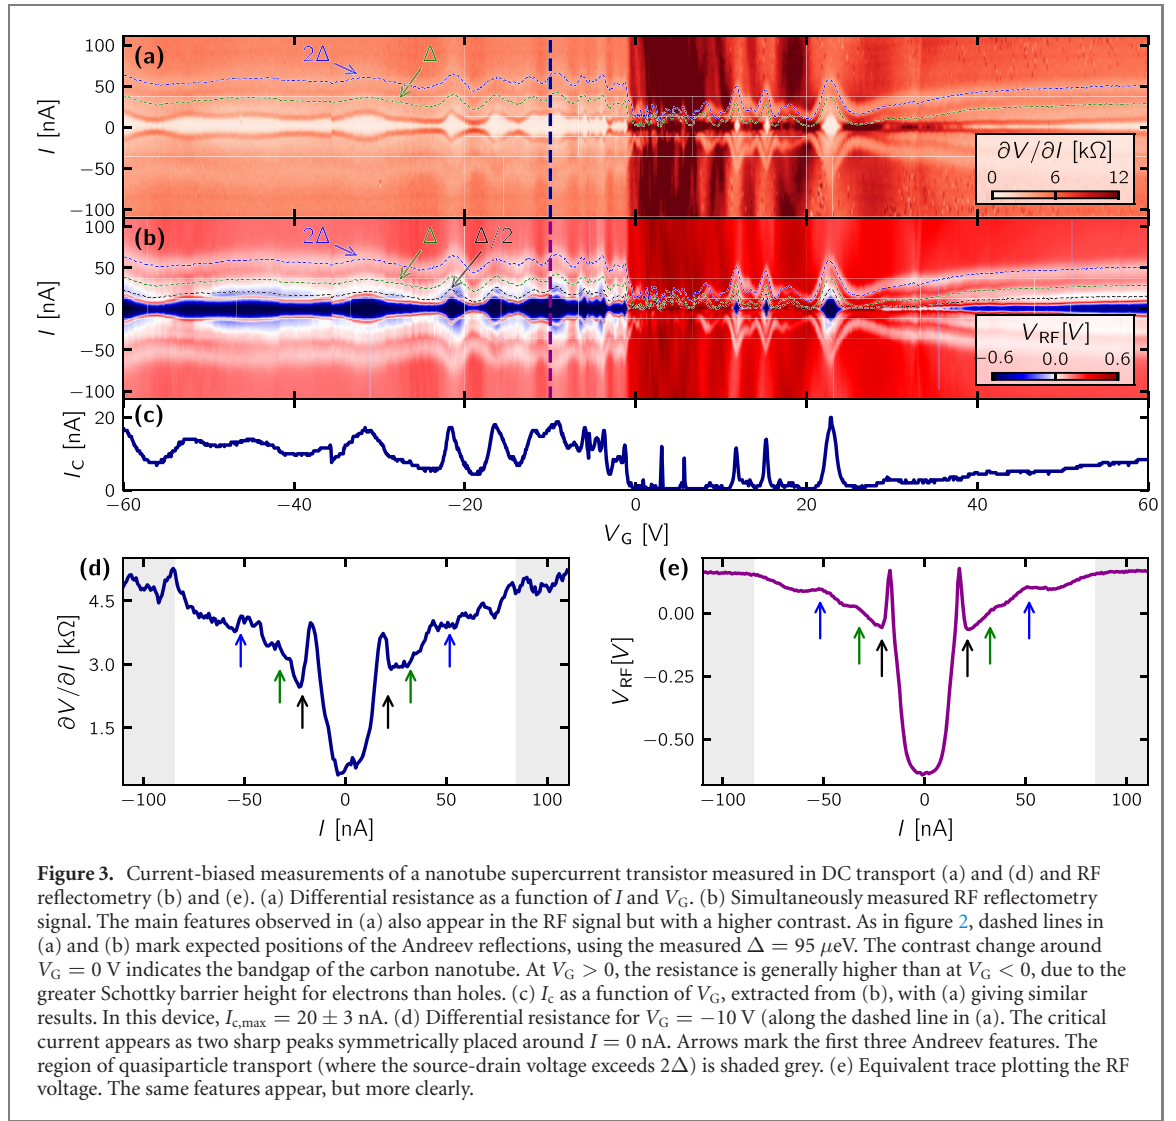 (a)
2Δ
Δ
I [nA]
100
50
0
−50
−100
∂V/∂I [kΩ]
0 6 12
(b)
2Δ
Δ
Δ/2
I [nA]
100
50
0
−50
−100
V_RF[V]
−0.6 0.0 0.6
(c)
I_C [nA]
20
0
−60 −40 −20 0 20 40 60
V_G [V]
(d)
∂V/∂I [kΩ]
4.5
3.0
1.5
−100 −50 0 50 100
I [nA]
(e)
V_RF[V]
0.00
−0.25
−0.50
−100 −50 0 50 100
I [nA]
Figure 3. Current-biased measurements of a nanotube supercurrent transistor measured in DC transport (a) and (d) and RF
reflectometry (b) and (e). (a) Differential resistance as a function of I and V_G. (b) Simultaneously measured RF reflectometry
signal. The main features observed in (a) also appear in the RF signal but with a higher contrast. As in figure 2, dashed lines in
(a) and (b) mark expected positions of the Andreev reflections, using the measured Δ = 95 μeV. The contrast change around
V_G = 0 V indicates the bandgap of the carbon nanotube. At V_G > 0, the resistance is generally higher than at V_G < 0, due to the
greater Schottky barrier height for electrons than holes. (c) I_c as a function of V_G, extracted from (b), with (a) giving similar
results. In this device, I_c,max = 20 ± 3 nA. (d) Differential resistance for V_G = −10 V (along the dashed line in (a). The critical
current appears as two sharp peaks symmetrically placed around I = 0 nA. Arrows mark the first three Andreev features. The
region of quasiparticle transport (where the source-drain voltage exceeds 2Δ) is shaded grey. (e) Equivalent trace plotting the RF
voltage. The same features appear, but more clearly.